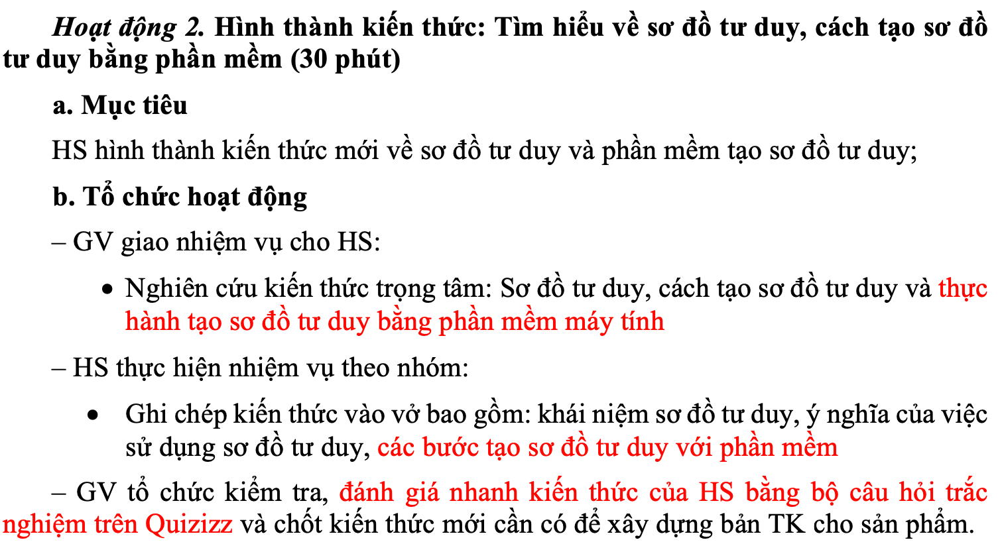 Hoạt động 2. Hình thành kiến thức: Tìm hiểu về sơ đồ tư duy, cách tạo sơ đồ
tư duy bằng phần mềm (30 phút)
a. Mục tiêu
HS hình thành kiến thức mới về sơ đồ tư duy và phần mềm tạo sơ đồ tư duy;
b. Tổ chức hoạt động
– GV giao nhiệm vụ cho HS:
• Nghiên cứu kiến thức trọng tâm: Sơ đồ tư duy, cách tạo sơ đồ tư duy và thực
hành tạo sơ đồ tư duy bằng phần mềm máy tính
– HS thực hiện nhiệm vụ theo nhóm:
• Ghi chép kiến thức vào vở bao gồm: khái niệm sơ đồ tư duy, ý nghĩa của việc
sử dụng sơ đồ tư duy, các bước tạo sơ đồ tư duy với phần mềm
– GV tổ chức kiểm tra, đánh giá nhanh kiến thức của HS bằng bộ câu hỏi trắc
nghiệm trên Quizizz và chốt kiến thức mới cần có để xây dựng bản TK cho sản phẩm.